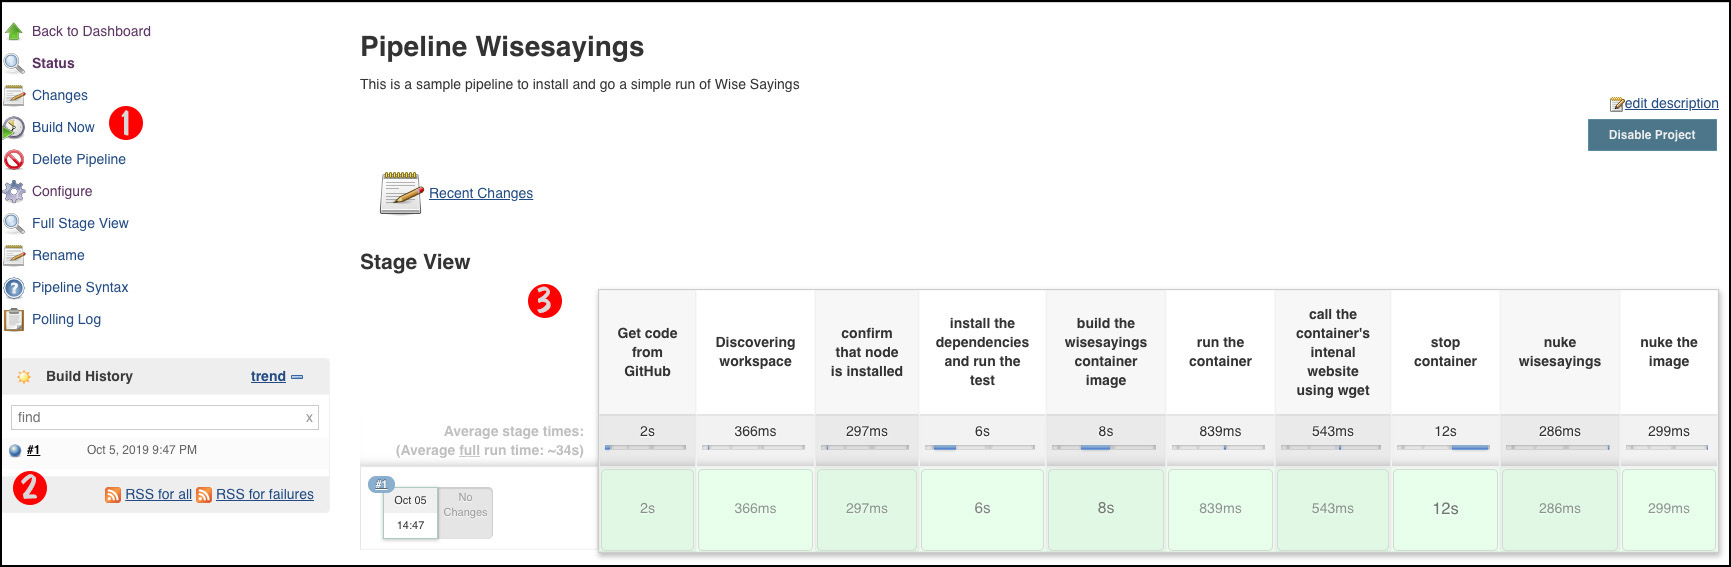 Back to Dashboard
Status
Changes
Build Now
1
Delete Pipeline
Configure
Full Stage View
Rename
Pipeline Syntax
Polling Log
Build History
trend
find
x
#1
Oct 5, 2019 9:47 PM
2
RSS for all
RSS for failures
Pipeline Wisesayings
This is a sample pipeline to install and go a simple run of Wise Sayings
edit description
Disable Project
Recent Changes
Stage View
3
Get code
from
GitHub
Discovering
workspace
confirm
that node
is installed
install the
dependencies
and run the
test
build the
wisesayings
container
image
run the
container
call the
container's
intenal
website
using wget
stop
container
nuke
wisesayings
nuke the
image
Average stage times:
(Average full run time: ~34s)
2s
366ms
297ms
6s
8s
839ms
543ms
12s
286ms
299ms
#1
Oct 05
14:47
No
Changes
2s
366ms
297ms
6s
8s
839ms
543ms
12s
286ms
299ms